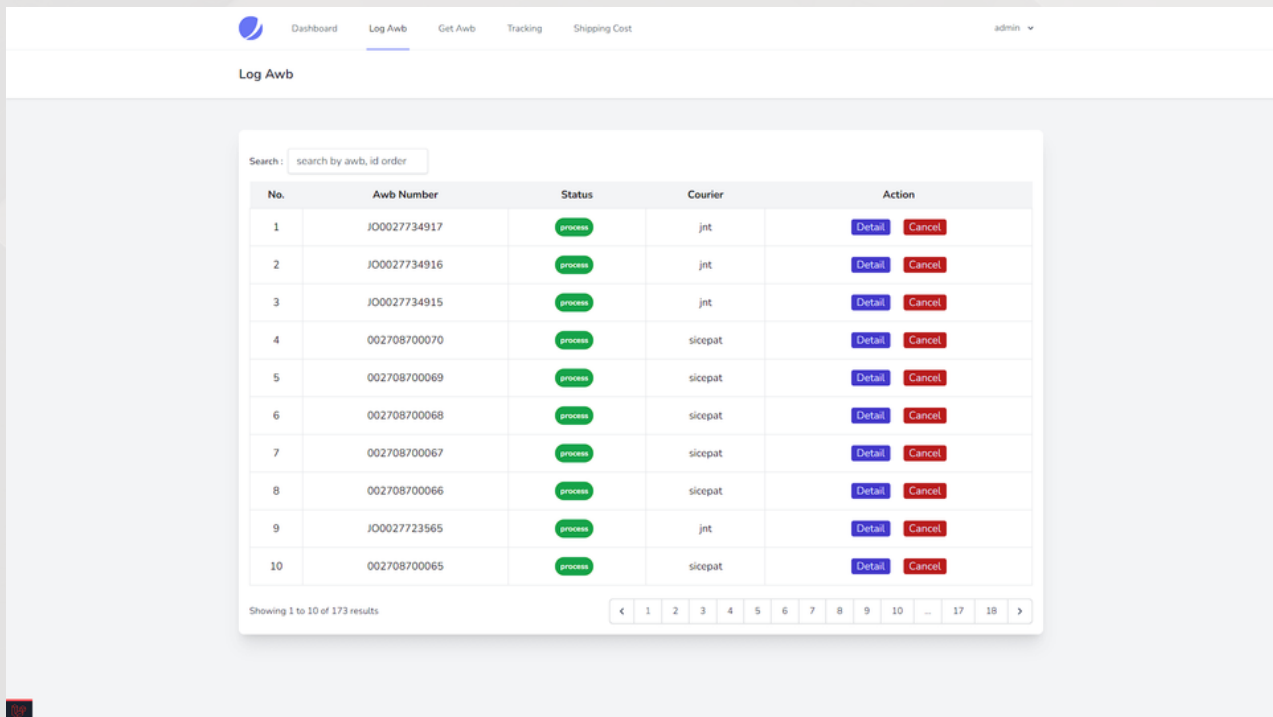 Dashboard Log Awb Get Awb Tracking Shipping Cost admin
Log Awb
Search : search by awb, id order
No. Awb Number Status Courier Action
1 JO0027734917 process jnt Detail Cancel
2 JO0027734916 process jnt Detail Cancel
3 JO0027734915 process jnt Detail Cancel
4 002708700070 process sicepat Detail Cancel
5 002708700069 process sicepat Detail Cancel
6 002708700068 process sicepat Detail Cancel
7 002708700067 process sicepat Detail Cancel
8 002708700066 process sicepat Detail Cancel
9 JO0027723565 process jnt Detail Cancel
10 002708700065 process sicepat Detail Cancel
Showing 1 to 10 of 173 results < 1 2 3 4 5 6 7 8 9 10 ... 17 18 >